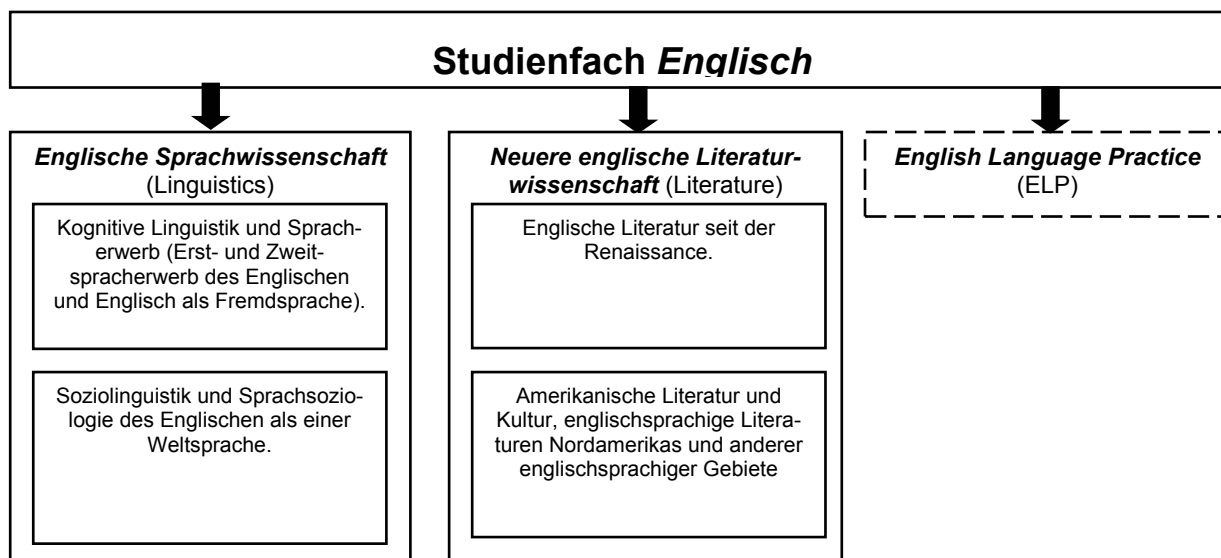 Studienfach Englisch
Englische Sprachwissenschaft
(Linguistics)
Kognitive Linguistik und Sprach-
erwerb (Erst- und Zweit-
spracherwerb des Englischen
und Englisch als Fremdsprache).
Soziolinguistik und Sprachsozio-
logie des Englischen als einer
Weltsprache.
Neuere englische Literatur-
wissenschaft (Literature)
Englische Literatur seit der
Renaissance.
Amerikanische Literatur und
Kultur, englischsprachige Litera-
turen Nordamerikas und anderer
englischsprachiger Gebiete
English Language Practice
(ELP)